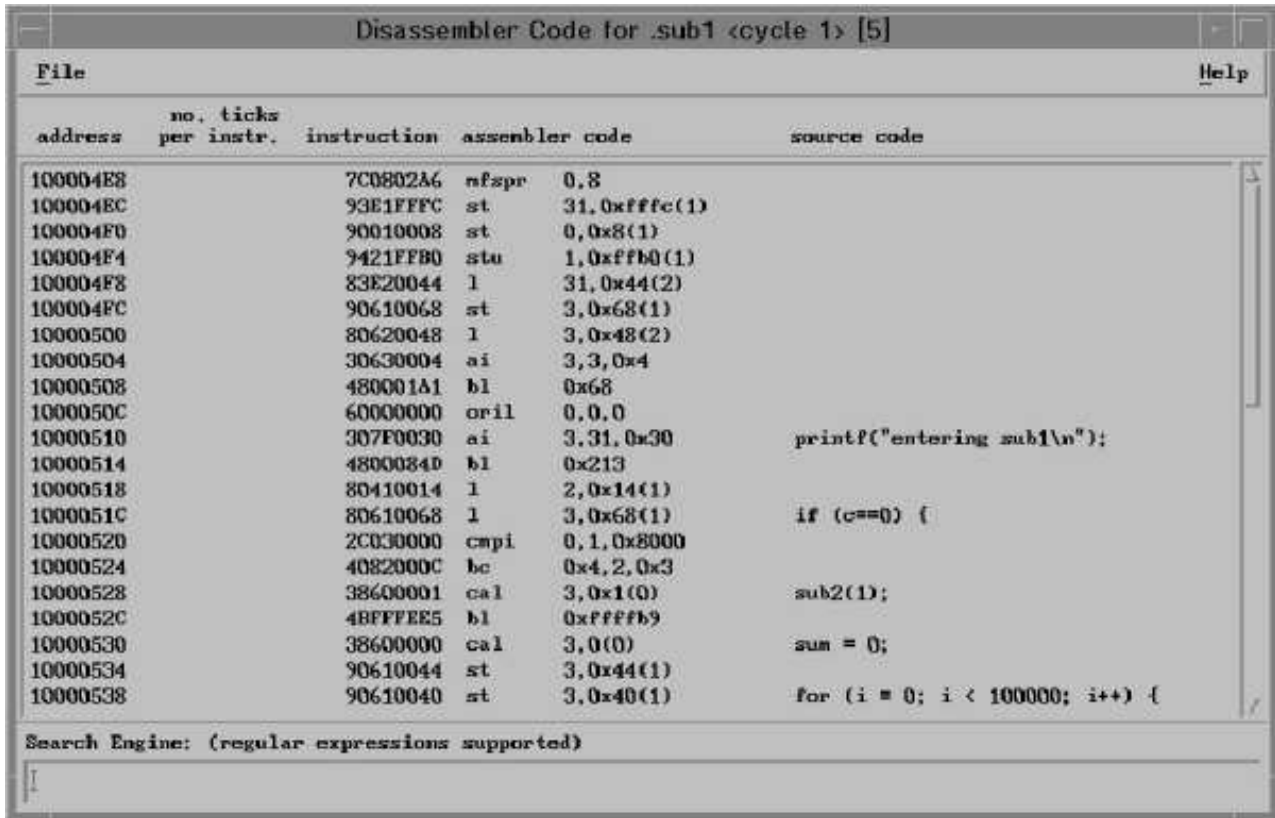 Disassembler Code for .sub1 <cycle 1> [5]
File Help
no. ticks
address per instr. instruction assembler code source code
100004E8 7C0802A6 mfspr 0,8
100004EC 93E1FFFC st 31,0xfffc(1)
100004F0 90010008 st 0,0x8(1)
100004F4 9421FFB0 stu 1,0xffb0(1)
100004F8 83E20044 l 31,0x44(2)
100004FC 90610068 st 3,0x68(1)
10000500 80620048 l 3,0x48(2)
10000504 30630004 ai 3,3,0x4
10000508 480001A1 bl 0x68
1000050C 60000000 oril 0,0,0
10000510 307F0030 ai 3,31,0x30 printf("entering sub1\n");
10000514 4800084D bl 0x213
10000518 80410014 l 2,0x14(1)
1000051C 80610068 l 3,0x68(1) if (c==0) {
10000520 2C030000 cmpi 0,1,0x8000
10000524 4082000C bc 0x4,2,0x3
10000528 38600001 cal 3,0x1(0) sub2(1);
1000052C 4BFFFEE5 bl 0xffffb9
10000530 38600000 cal 3,0(0) sum = 0;
10000534 90610044 st 3,0x44(1)
10000538 90610040 st 3,0x40(1) for (i = 0; i < 100000; i++) {
Search Engine: (regular expressions supported)